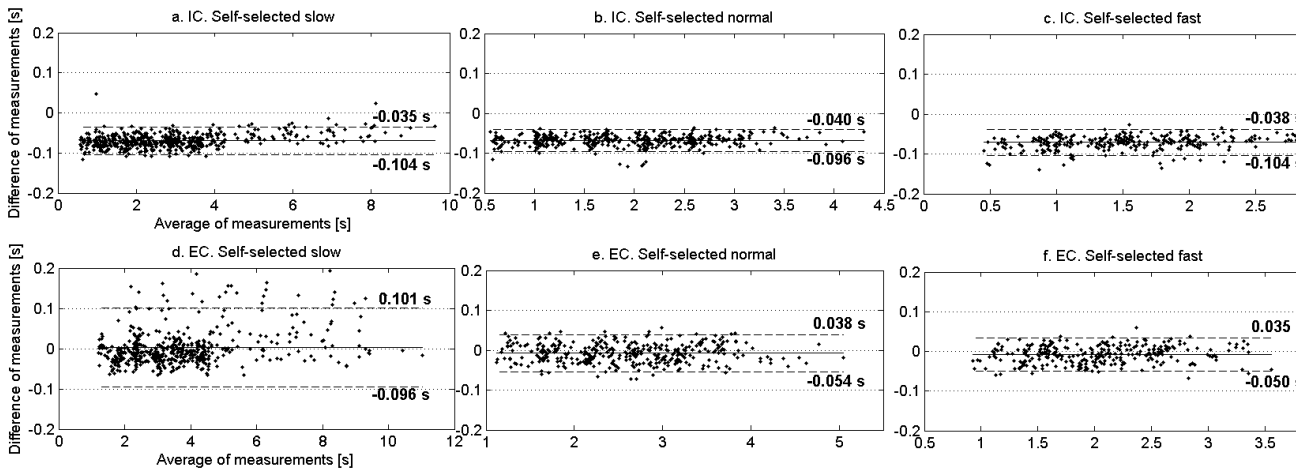 a. IC. Self-selected slow
b. IC. Self-selected normal
c. IC. Self-selected fast
Difference of measurements [s]
0.2
0.1
0
-0.1
-0.2
-0.035 s
-0.104 s
0 2 4 6 8 10
Average of measurements [s]
0.2
0.1
0
-0.1
-0.2
-0.040 s
-0.096 s
0.5 1 1.5 2 2.5 3 3.5 4 4.5
0.2
0.1
0
-0.1
-0.2
-0.038 s
-0.104 s
0 0.5 1 1.5 2 2.5
d. EC. Self-selected slow
e. EC. Self-selected normal
f. EC. Self-selected fast
Difference of measurements [s]
0.2
0.1
0
-0.1
-0.2
0.101 s
-0.096 s
0 2 4 6 8 10 12
Average of measurements [s]
0.2
0.1
0
-0.1
-0.2
0.038 s
-0.054 s
1 2 3 4 5
0.2
0.1
0
-0.1
-0.2
0.035
-0.050 s
0.5 1 1.5 2 2.5 3 3.5